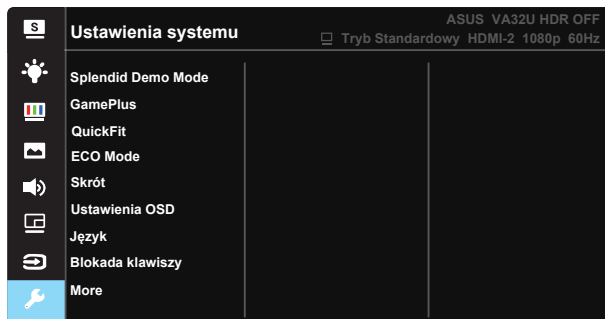 S
Ustawienia systemu
ASUS VA32U HDR OFF
Tryb Standardowy HDMI-2 1080p 60Hz
Splendid Demo Mode
GamePlus
QuickFit
ECO Mode
Skrót
Ustawienia OSD
Język
Blokada klawiszy
More